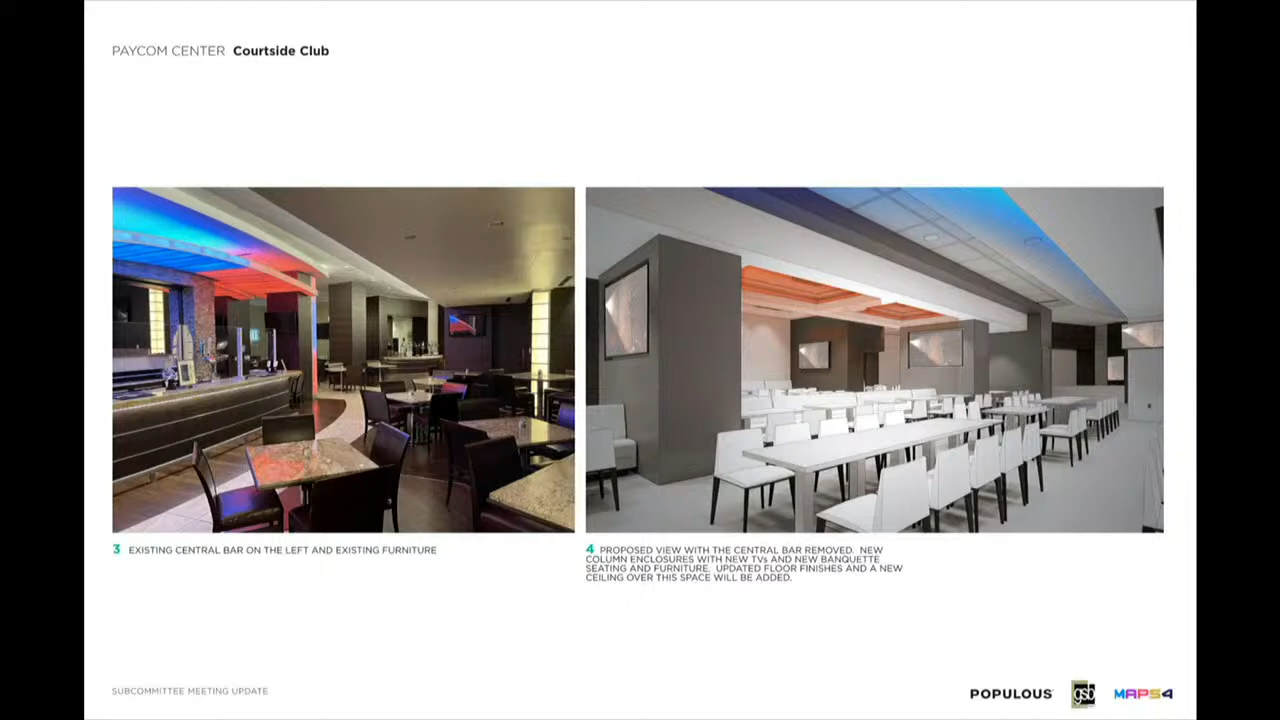 PAYCOM CENTER Courtside Club
3 EXISTING CENTRAL BAR ON THE LEFT AND EXISTING FURNITURE
4 PROPOSED VIEW WITH THE CENTRAL BAR REMOVED. NEW
COLUMN ENCLOSURES WITH NEW TVs AND NEW BANQUETTE
SEATING AND FURNITURE. UPDATED FLOOR FINISHES AND A NEW
CEILING OVER THIS SPACE WILL BE ADDED.
SUBCOMMITTEE MEETING UPDATE
POPULOUS gsb MAPS4